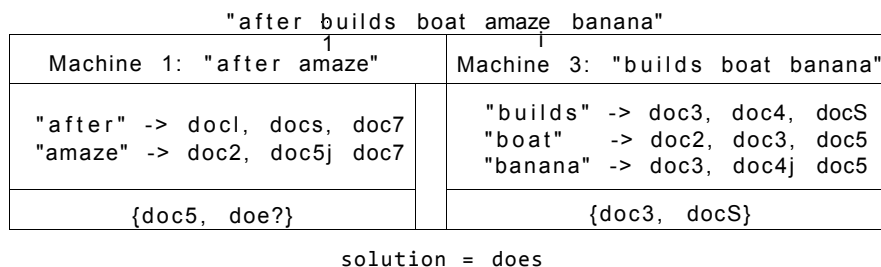 "after builds boat amaze banana"
1 i
Machine 1: "after amaze"
Machine 3: "builds boat banana"
"after" -> docl, docs, doc7
"amaze" -> doc2, doc5j doc7
"builds" -> doc3, doc4, docS
"boat" -> doc2, doc3, doc5
"banana" -> doc3, doc4j doc5
{doc5, doe?}
{doc3, docS}
solution = does